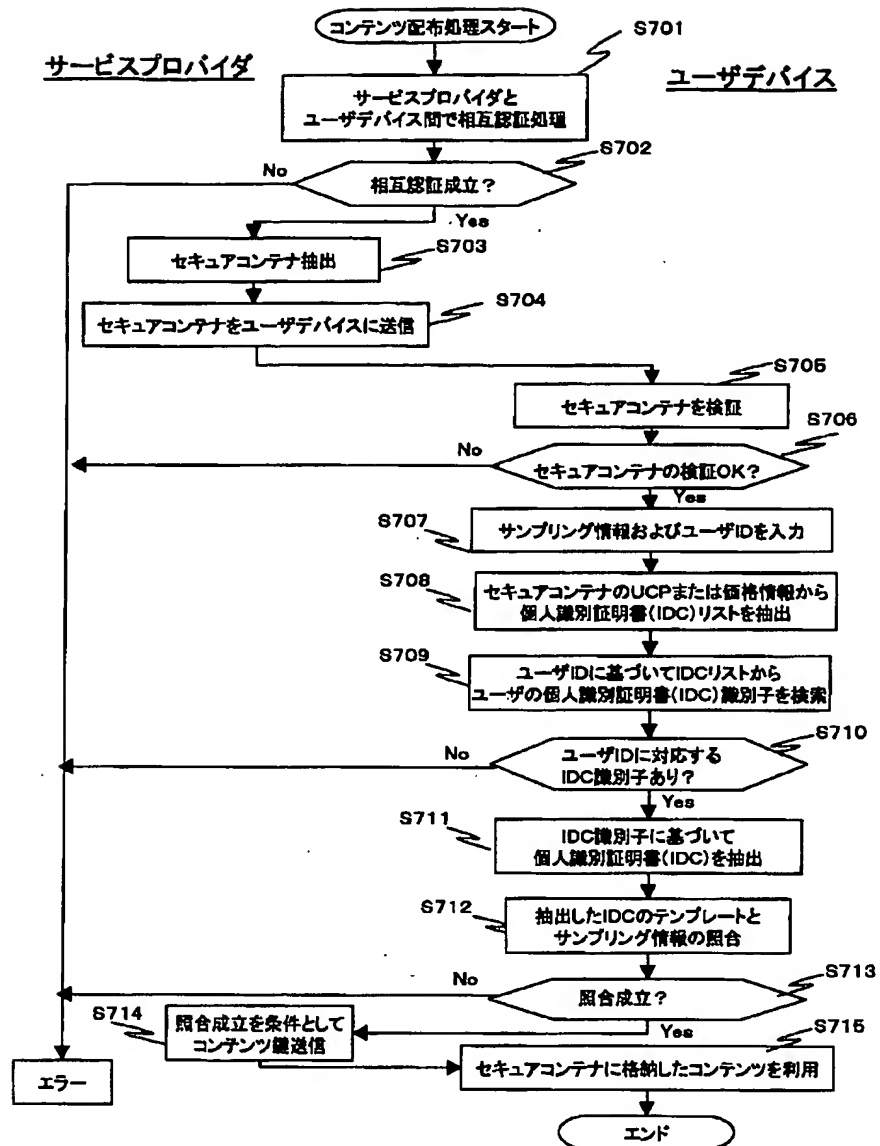 コンテンツ配布処理スタート
S701
サービスプロバイダ
ユーザデバイス
サービスプロバイダと
ユーザデバイス間で相互認証処理
S702
No
相互認証成立?
Yes
セキュアコンテナ抽出
S703
セキュアコンテナをユーザデバイスに送信
S704
S705
セキュアコンテナを検証
S706
No
セキュアコンテナの検証OK?
Yes
S707
サンプリング情報およびユーザIDを入力
S708
セキュアコンテナのUCPまたは価格情報から
個人識別証明書(IDC)リストを抽出
S709
ユーザIDに基づいてIDCリストから
ユーザの個人識別証明書(IDC)識別子を検索
S710
No
ユーザIDに対応する
IDC識別子あり?
Yes
S711
IDC識別子に基づいて
個人識別証明書(IDC)を抽出
S712
抽出したIDCのテンプレートと
サンプリング情報の照合
S713
No
照合成立?
Yes
S714
照合成立を条件として
コンテンツ鍵送信
S715
エラー
セキュアコンテナに格納したコンテンツを利用
エンド